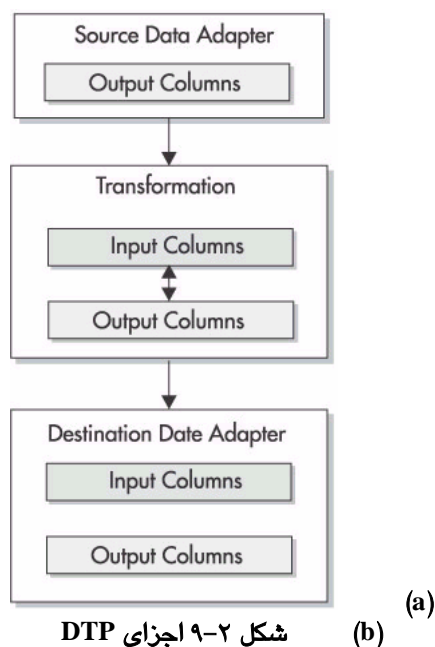 Source Data Adapter
Output Columns
Transformation
Input Columns
Output Columns
Destination Date Adapter
Input Columns
Output Columns
(a)
(b) شکل ۲-۹ اجزای DTP